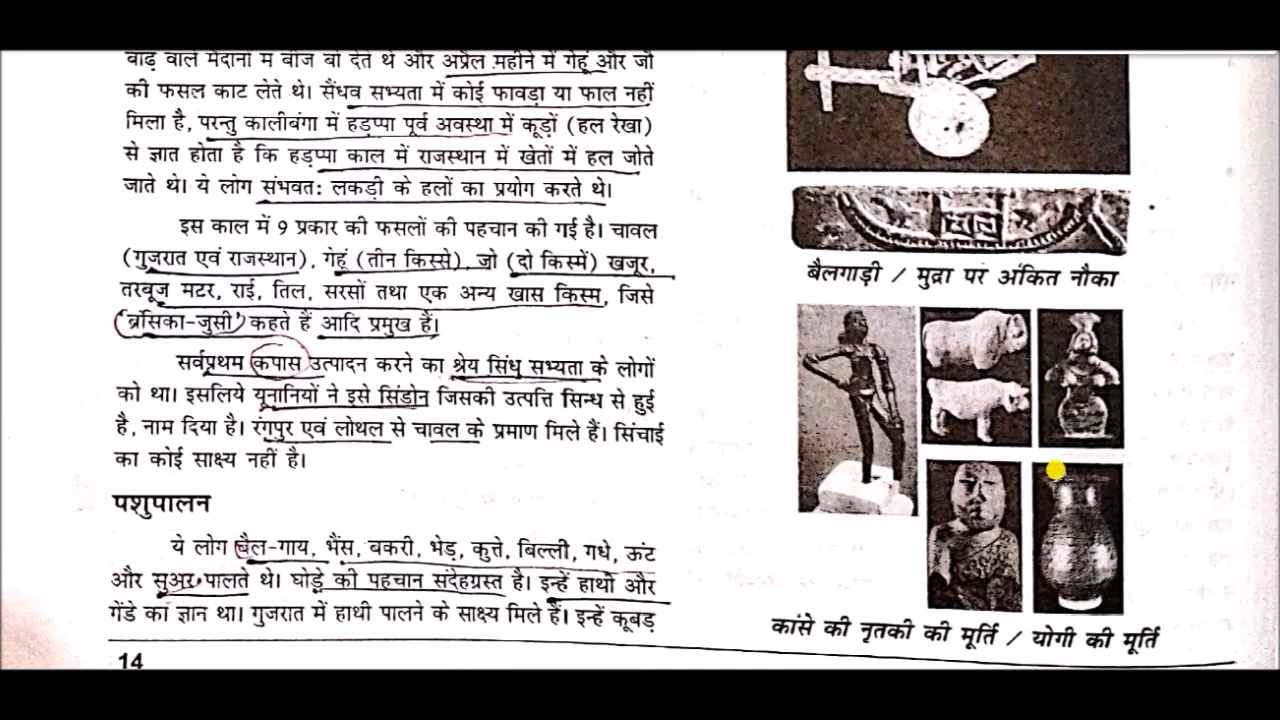 बाढ़ वाले मैदानों में बीज बो देते थे और अप्रैल महीने में गेहूं और जौ
की फसल काट लेते थे। सैंधव सभ्यता में कोई फावड़ा या फाल नहीं
मिला है, परन्तु कालीबंगा में हड़प्पा पूर्व अवस्था में कूड़ों (हल रेखा)
से ज्ञात होता है कि हड़प्पा काल में राजस्थान में खेतों में हल जोते
जाते थे। ये लोग संभवतः लकड़ी के हलों का प्रयोग करते थे।
इस काल में 9 प्रकार की फसलों की पहचान की गई है। चावल
(गुजरात एवं राजस्थान), गेहूं (तीन किस्से), जो (दो किस्में) खजूर,
तरबूज मटर, राई, तिल, सरसों तथा एक अन्य खास किस्म, जिसे
'ब्रासिका-जुसी' कहते हैं आदि प्रमुख हैं।
सर्वप्रथम कपास उत्पादन करने का श्रेय सिंधु सभ्यता के लोगों
को था। इसलिये यूनानियों ने इसे सिंडोन जिसकी उत्पत्ति सिन्ध से हुई
है, नाम दिया है। रंगपुर एवं लोथल से चावल के प्रमाण मिले हैं। सिंचाई
का कोई साक्ष्य नहीं है।
पशुपालन
ये लोग बैल-गाय, भैंस, बकरी, भेड़, कुत्ते, बिल्ली, गधे, ऊंट
और सुअर पालते थे। घोड़े की पहचान संदेहग्रस्त है। इन्हें हाथी और
गेंडे का ज्ञान था। गुजरात में हाथी पालने के साक्ष्य मिले हैं। इन्हें कूबड़
14
बैलगाड़ी / मुद्रा पर अंकित नौका
कांसे की नृतकी की मूर्ति / योगी की मूर्ति